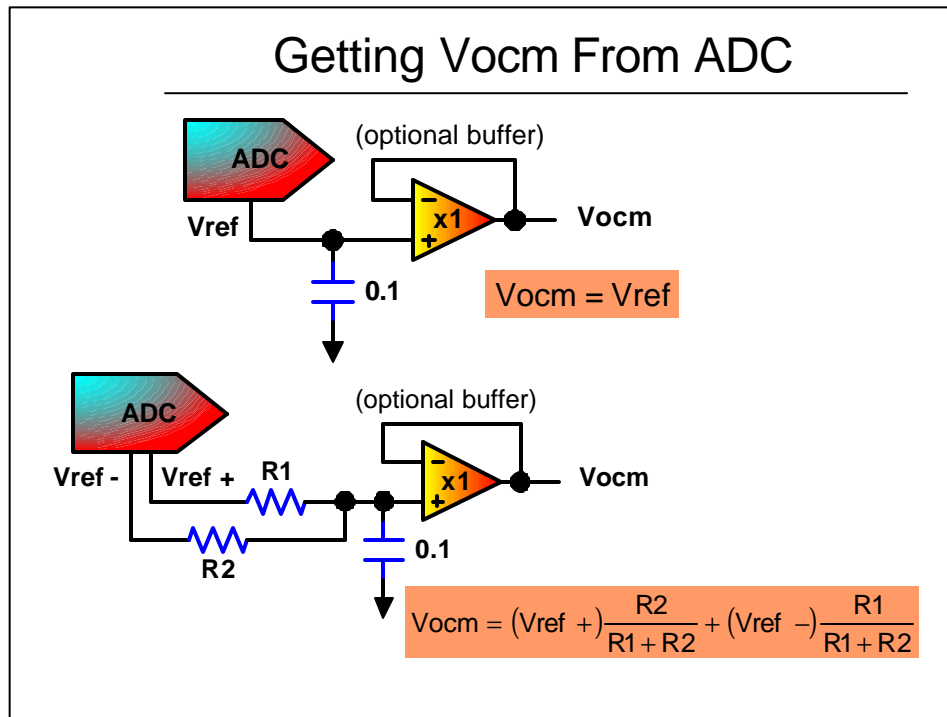 Getting Vocm From ADC
(optional buffer)
ADC
x1
Vocm
Vref
0.1
Vocm = Vref
(optional buffer)
ADC
x1
Vocm
Vref - Vref + R1
R2
0.1
Vocm = (Vref +) R2/(R1 + R2) + (Vref −) R1/(R1 + R2)